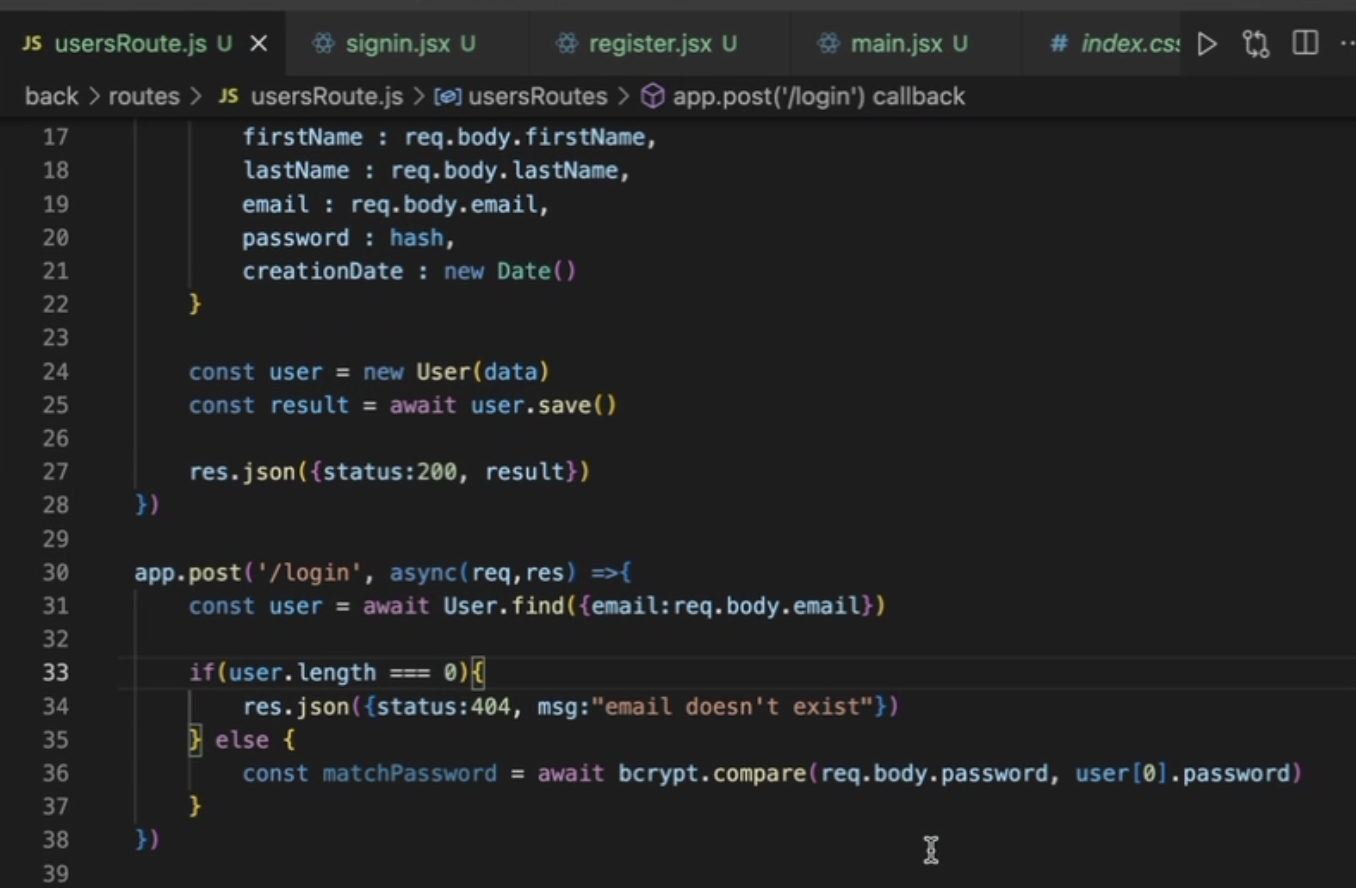 JS usersRoute.js U × signin.jsx U register.jsx U main.jsx U # index.css
back > routes > JS usersRoute.js > usersRoutes > app.post('/login') callback
17 firstName : req.body.firstName,
18 lastName : req.body.lastName,
19 email : req.body.email,
20 password : hash,
21 creationDate : new Date()
22 }
23
24 const user = new User(data)
25 const result = await user.save()
26
27 res.json({status:200, result})
28 })
29
30 app.post('/login', async(req,res) =>{
31 const user = await User.find({email:req.body.email})
32
33 if(user.length === 0){
34 res.json({status:404, msg:"email doesn't exist"})
35 } else {
36 const matchPassword = await bcrypt.compare(req.body.password, user[0].password)
37 }
38 })
39